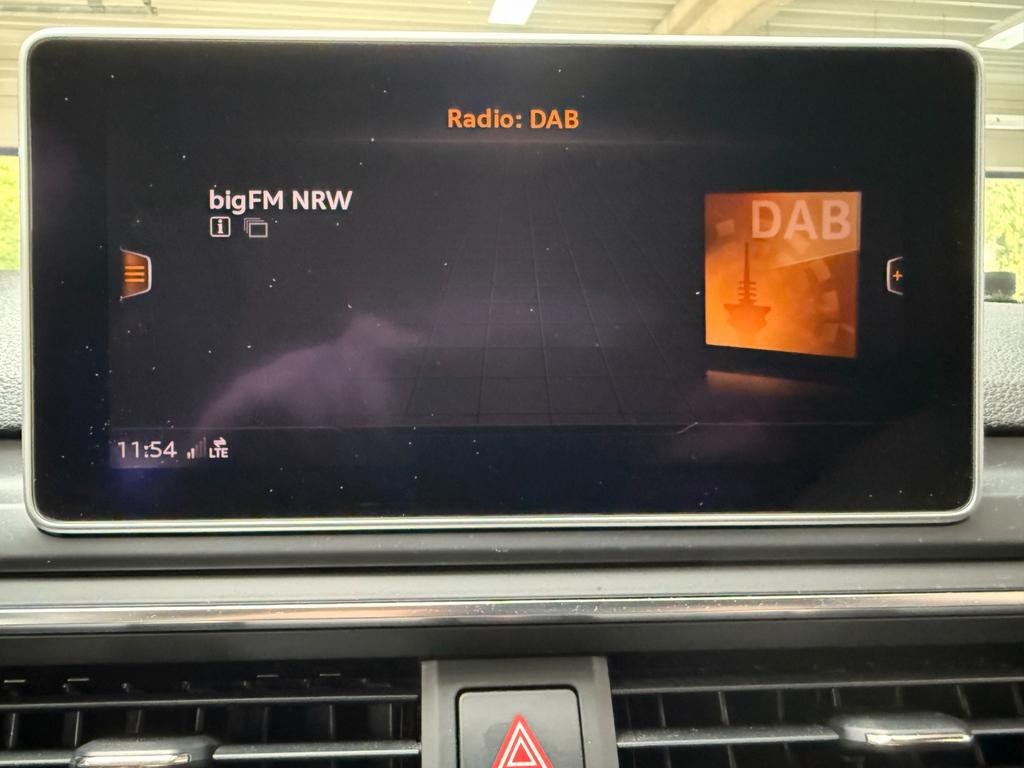 Radio: DAB
bigFM NRW
DAB
11:54 LTE